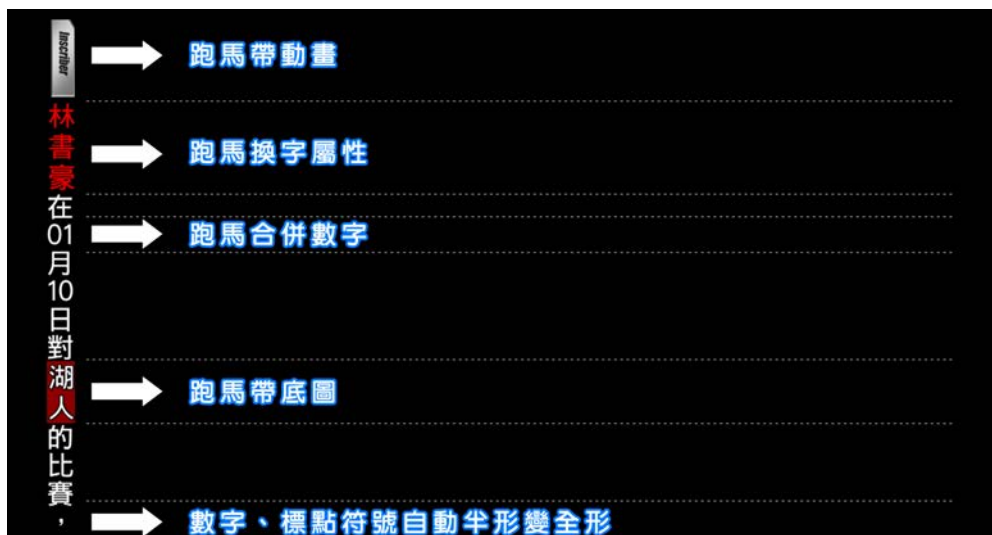 Inscriber
林書豪在01月10日對湖人的比賽，
跑馬帶動畫
跑馬換字屬性
跑馬合併數字
跑馬帶底圖
數字、標點符號自動半形變全形